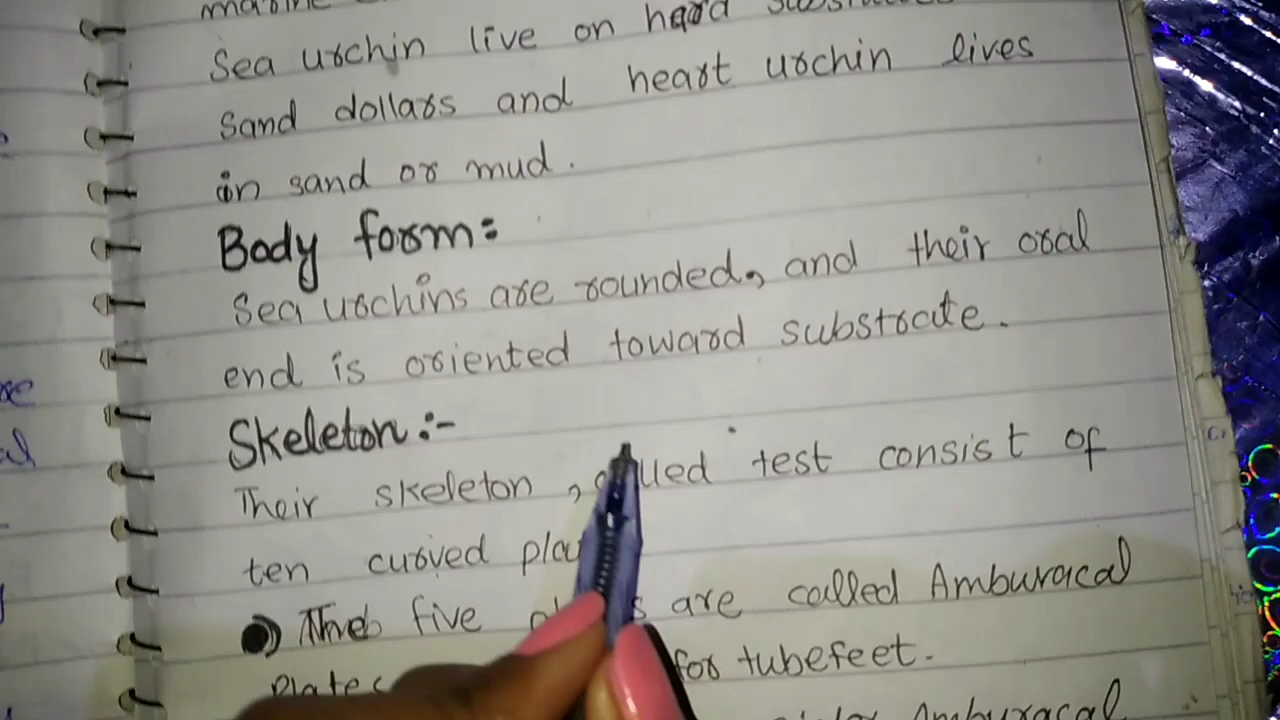 Sea urchin live on hard
Sand dollars and heart urchin lives
in sand or mud.
Body form:
Sea urchins are rounded, and their oral
end is oriented toward substrate.
Skeleton:-
Their skeleton, called test consist of
ten curved
five are called Amburacal
Plates for tubefeet.
Amburacal